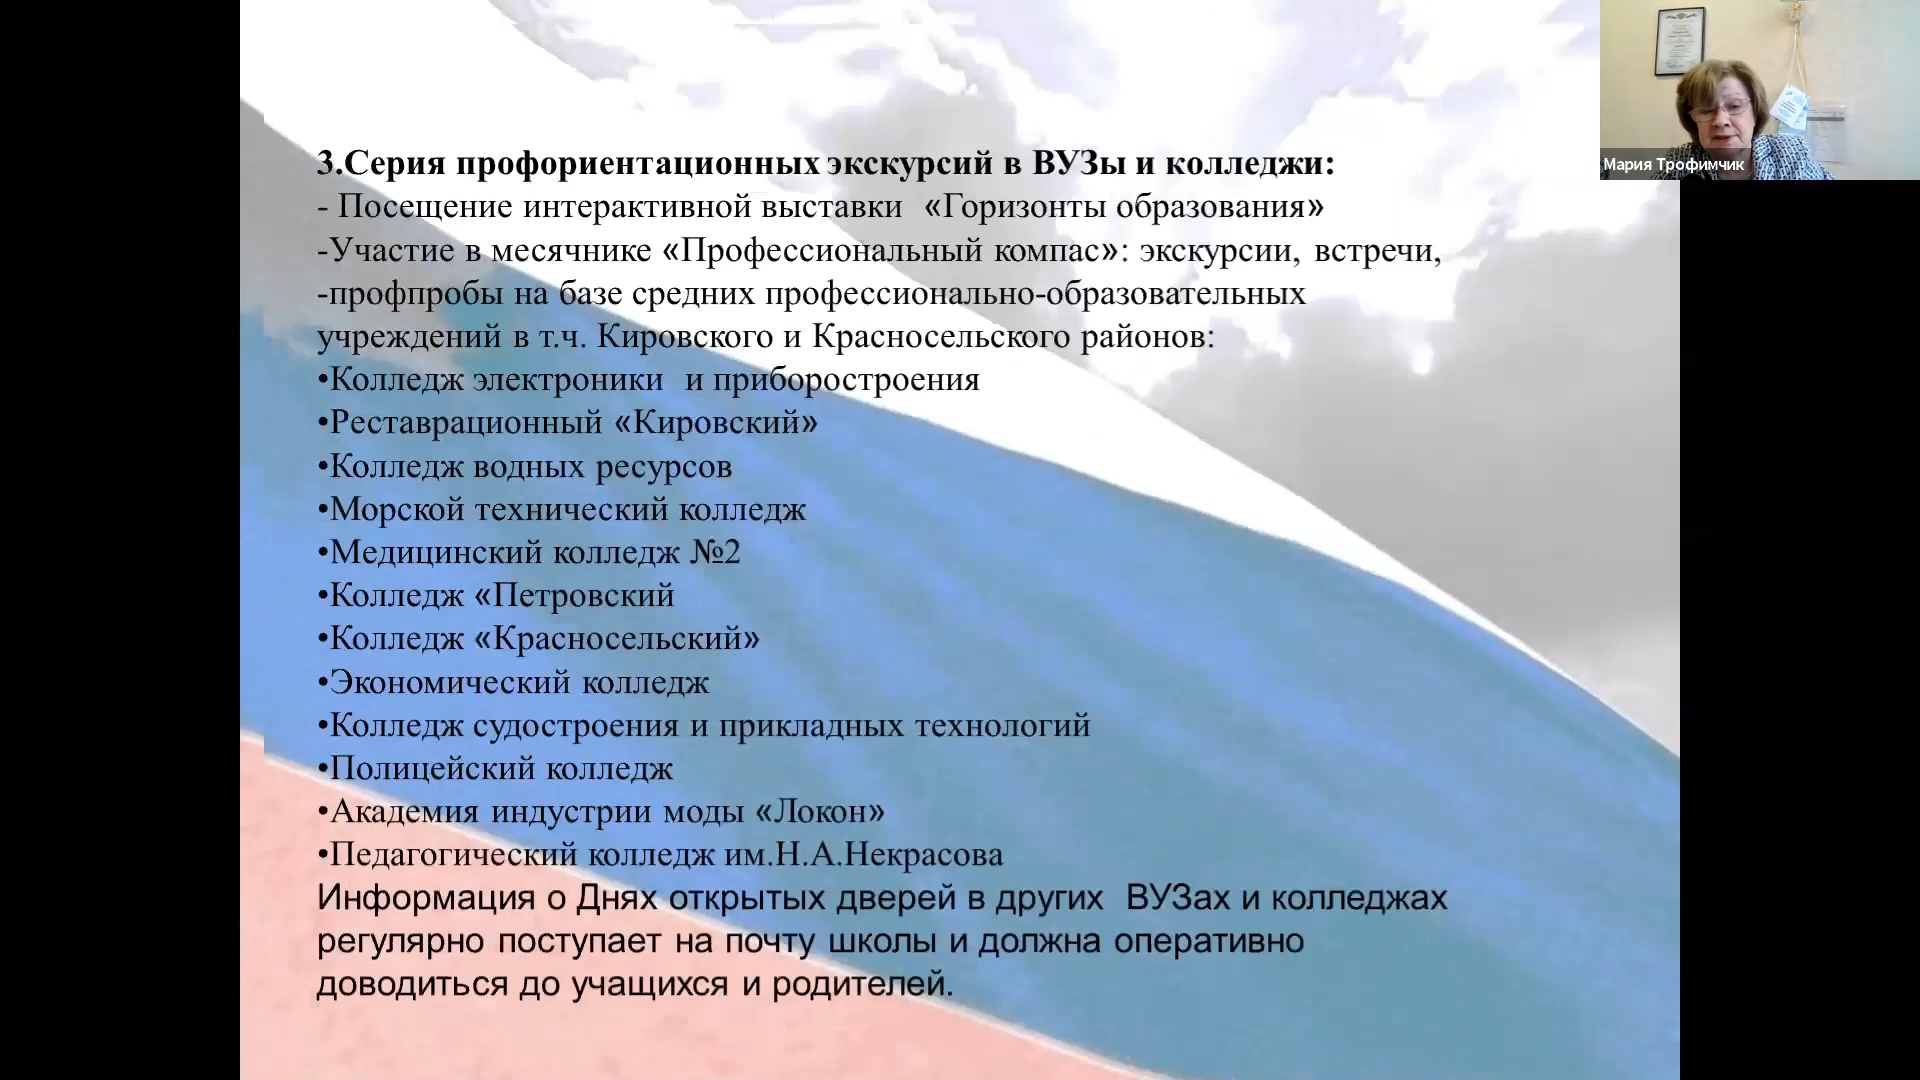 3.Серия профориентационных экскурсий в ВУЗы и колледжи:
- Посещение интерактивной выставки «Горизонты образования»
-Участие в месячнике «Профессиональный компас»: экскурсии, встречи,
-профпробы на базе средних профессионально-образовательных
учреждений в т.ч. Кировского и Красносельского районов:
•Колледж электроники и приборостроения
•Реставрационный «Кировский»
•Колледж водных ресурсов
•Морской технический колледж
•Медицинский колледж №2
•Колледж «Петровский
•Колледж «Красносельский»
•Экономический колледж
•Колледж судостроения и прикладных технологий
•Полицейский колледж
•Академия индустрии моды «Локон»
•Педагогический колледж им.Н.А.Некрасова
Информация о Днях открытых дверей в других ВУЗах и колледжах
регулярно поступает на почту школы и должна оперативно
доводиться до учащихся и родителей.
Мария Трофимчик